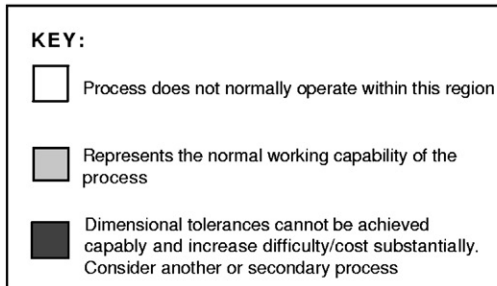 KEY:
Process does not normally operate within this region
Represents the normal working capability of the
process
Dimensional tolerances cannot be achieved
capably and increase difficulty/cost substantially.
Consider another or secondary process